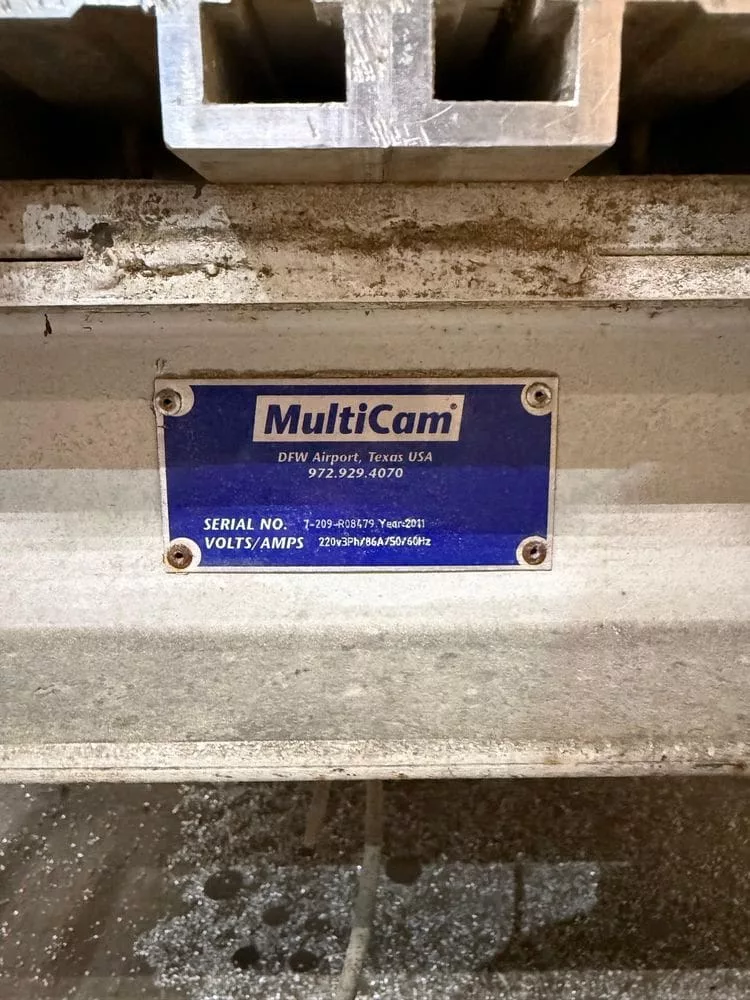 MultiCam®
DFW Airport, Texas USA
972.929.4070
SERIAL NO. 7-209-R08479 Year:2011
VOLTS/AMPS 220v3Ph/86A/50/60Hz